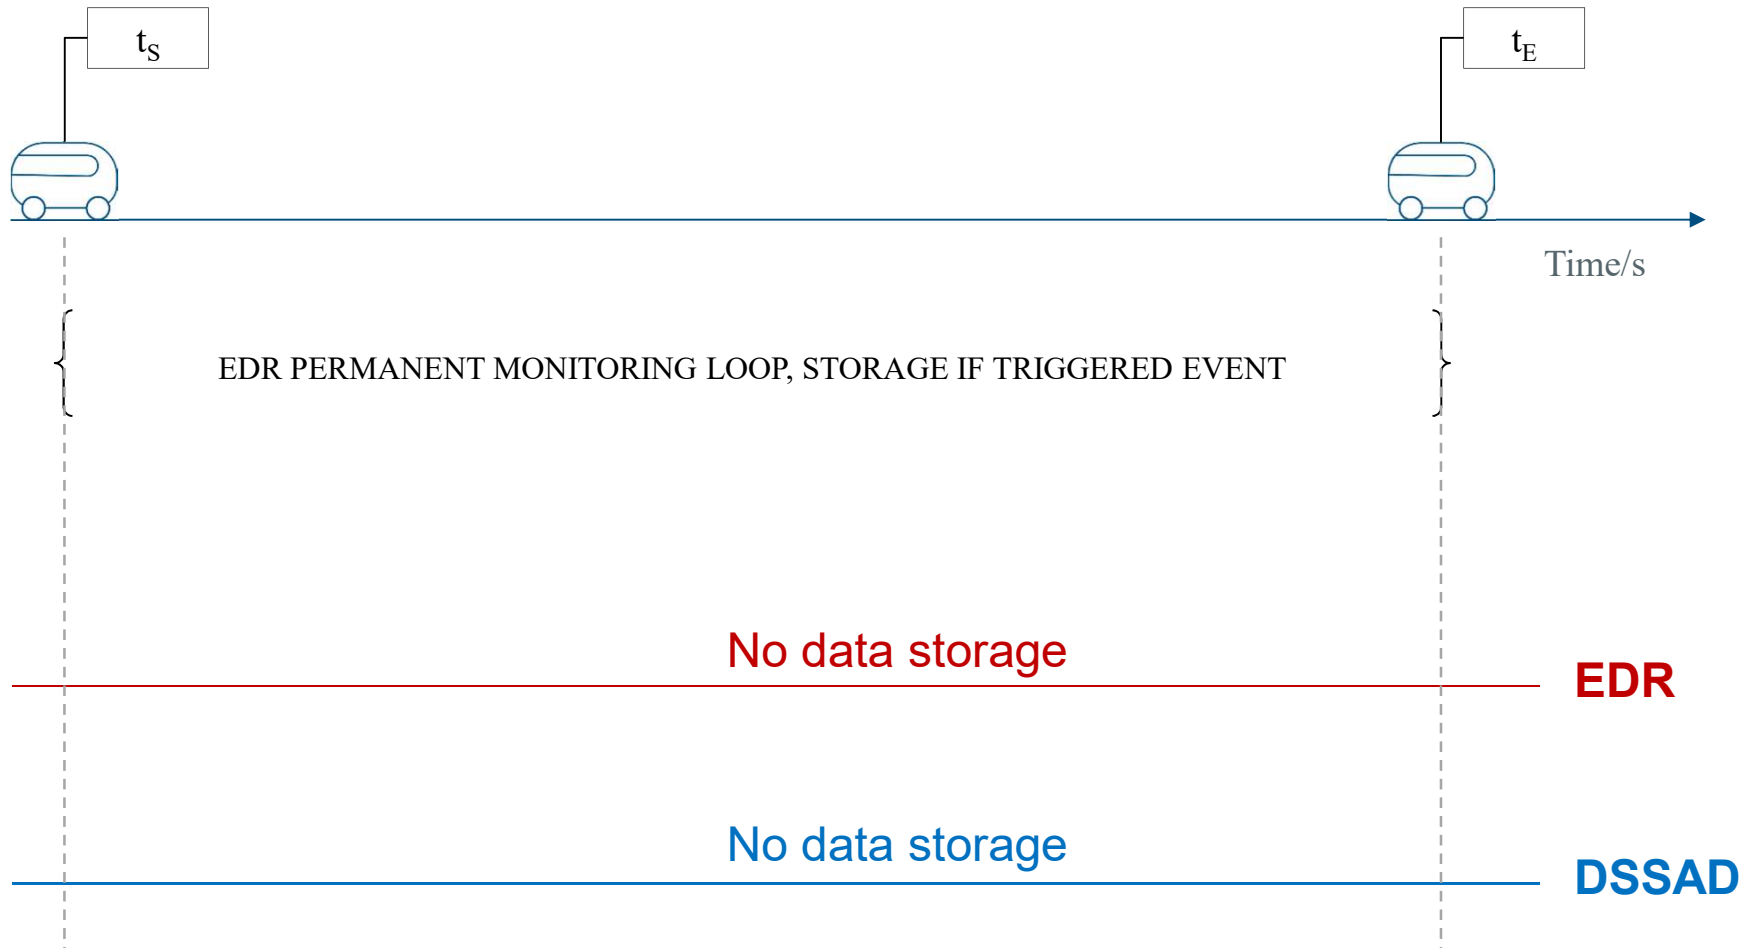 tS
tE
Time/s
EDR PERMANENT MONITORING LOOP, STORAGE IF TRIGGERED EVENT
No data storage
EDR
No data storage
DSSAD